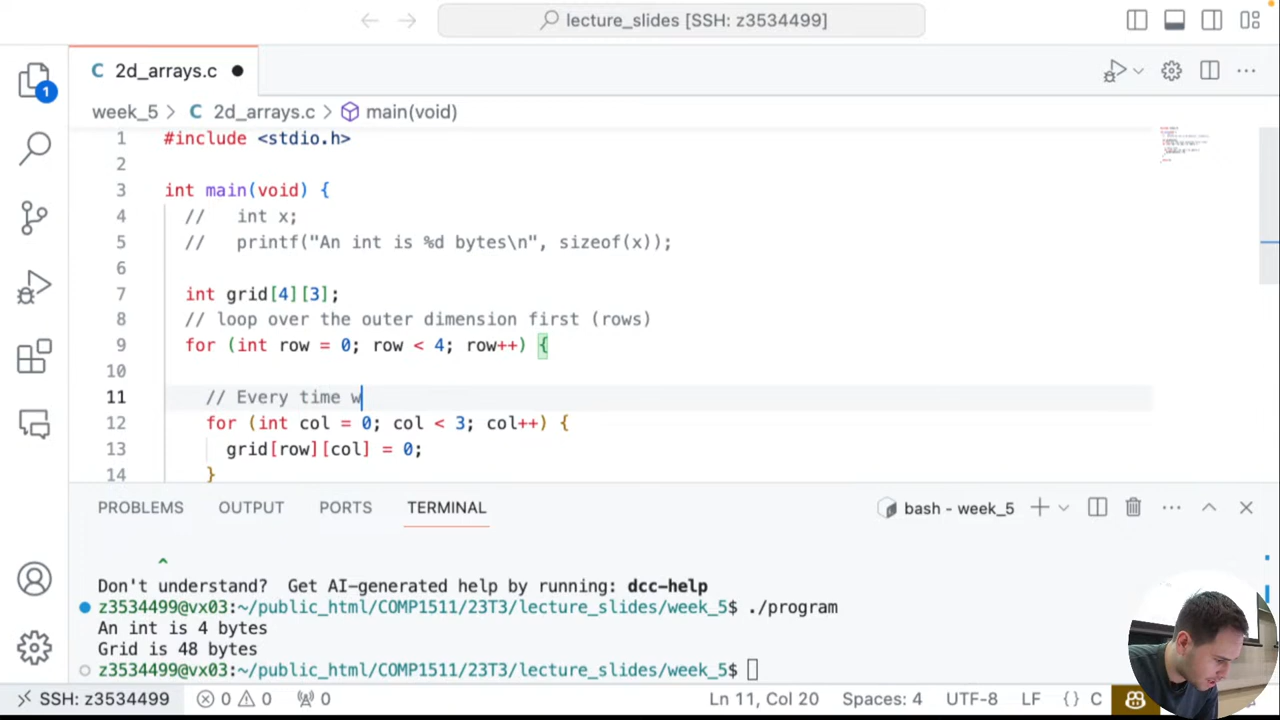 lecture_slides [SSH: z3534499]
C 2d_arrays.c
week_5 > C 2d_arrays.c > main(void)
1 #include <stdio.h>
2
3 int main(void) {
4 //   int x;
5 //   printf("An int is %d bytes\n", sizeof(x));
6
7 int grid[4][3];
8 // loop over the outer dimension first (rows)
9 for (int row = 0; row < 4; row++) {
10
11 // Every time w
12 for (int col = 0; col < 3; col++) {
13 grid[row][col] = 0;
14 }
1
PROBLEMS OUTPUT PORTS TERMINAL
bash - week_5
^
Don't understand?  Get AI-generated help by running: dcc-help
z3534499@vx03:~/public_html/COMP1511/23T3/lecture_slides/week_5$ ./program
An int is 4 bytes
Grid is 48 bytes
z3534499@vx03:~/public_html/COMP1511/23T3/lecture_slides/week_5$
SSH: z3534499 0 0 0 Ln 11, Col 20 Spaces: 4 UTF-8 LF {} C